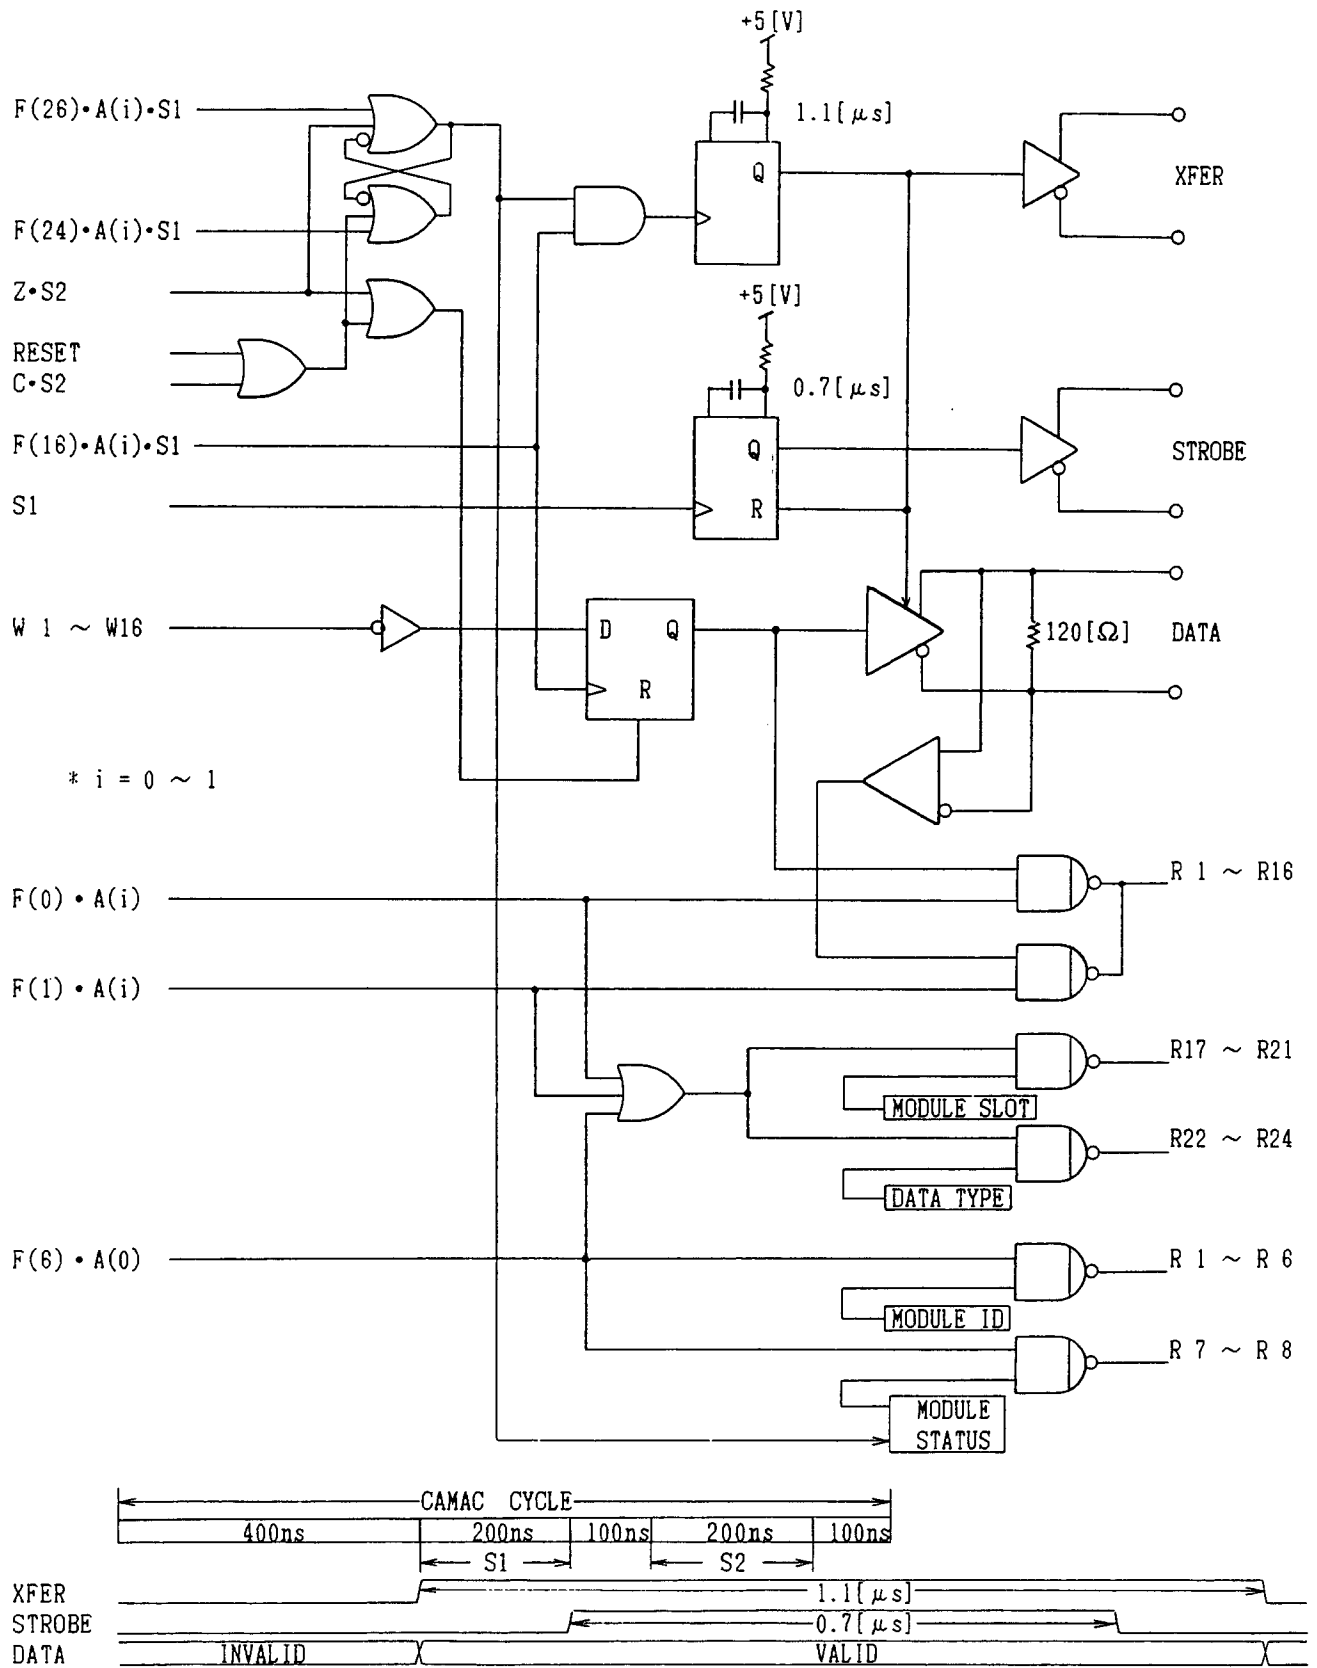 +5[V]
F(26)•A(i)•S1
1.1[μs]
Q
XFER
F(24)•A(i)•S1
Z•S2
+5[V]
RESET
C•S2
0.7[μs]
F(16)•A(i)•S1
Q
STROBE
S1
R
W 1 ～ W16
D Q
120[Ω]
DATA
R
* i = 0 ～ 1
R 1 ～ R16
F(0)•A(i)
F(1)•A(i)
R17 ～ R21
MODULE SLOT
R22 ～ R24
DATA TYPE
F(6)•A(0)
R 1 ～ R 6
MODULE ID
R 7 ～ R 8
MODULE
STATUS
CAMAC CYCLE
400ns 200ns 100ns 200ns 100ns
S1 S2
XFER 1.1[μs]
STROBE 0.7[μs]
DATA INVALID VALID